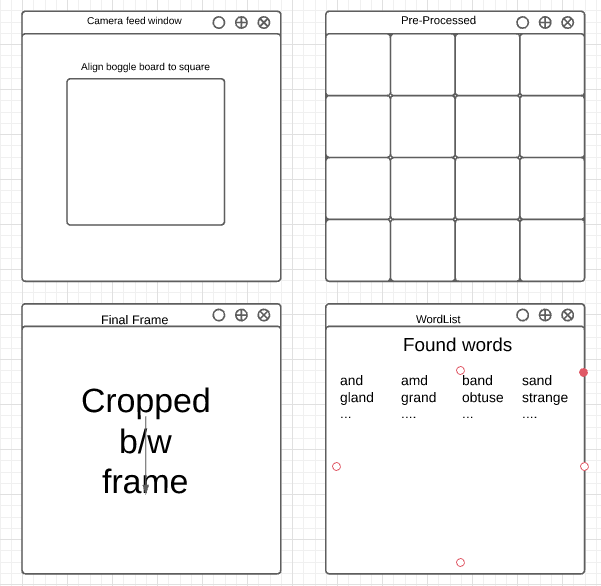 Camera feed window
Align boggle board to square
Pre-Processed
Final Frame
Cropped
b/w
frame
WordList
Found words
and amd band sand
gland grand obtuse strange
... .... ... ....